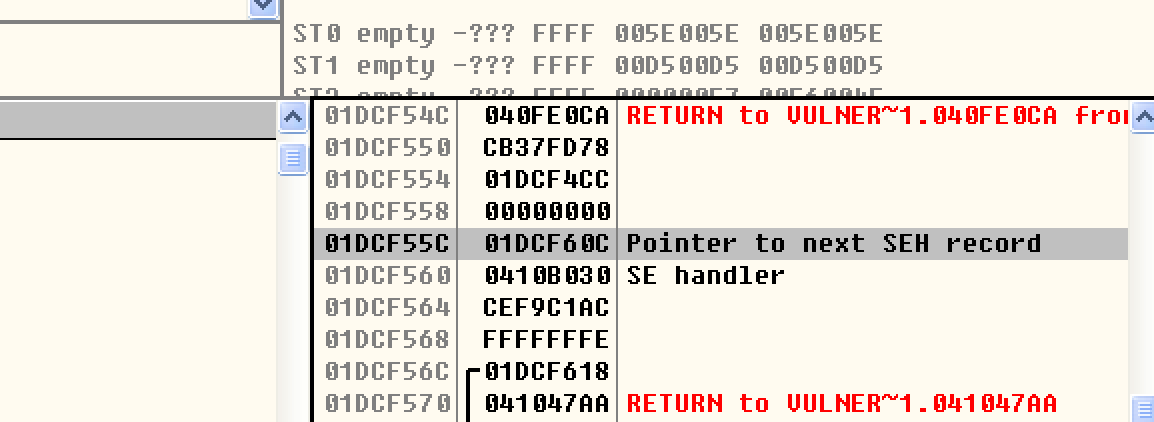 ST0 empty -??? FFFF 005E005E 005E005E
ST1 empty -??? FFFF 00D500D5 00D500D5
01DCF54C 040FE0CA RETURN to VULNER~1.040FE0CA
01DCF550 CB37FD78
01DCF554 01DCF4CC
01DCF558 00000000
01DCF55C 01DCF60C Pointer to next SEH record
01DCF560 0410B030 SE handler
01DCF564 CEF9C1AC
01DCF568 FFFFFFFE
01DCF56C 01DCF618
01DCF570 041047AA RETURN to VULNER~1.041047AA